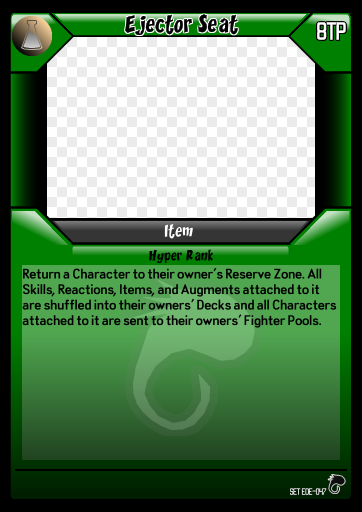 Ejector Seat
8TP
Item
Hyper Rank
Return a Character to their owner's Reserve Zone. All
Skills, Reactions, Items, and Augments attached to it
are shuffled into their owners' Decks and all Characters
attached to it are sent to their owners' Fighter Pools.
SET EOE-047